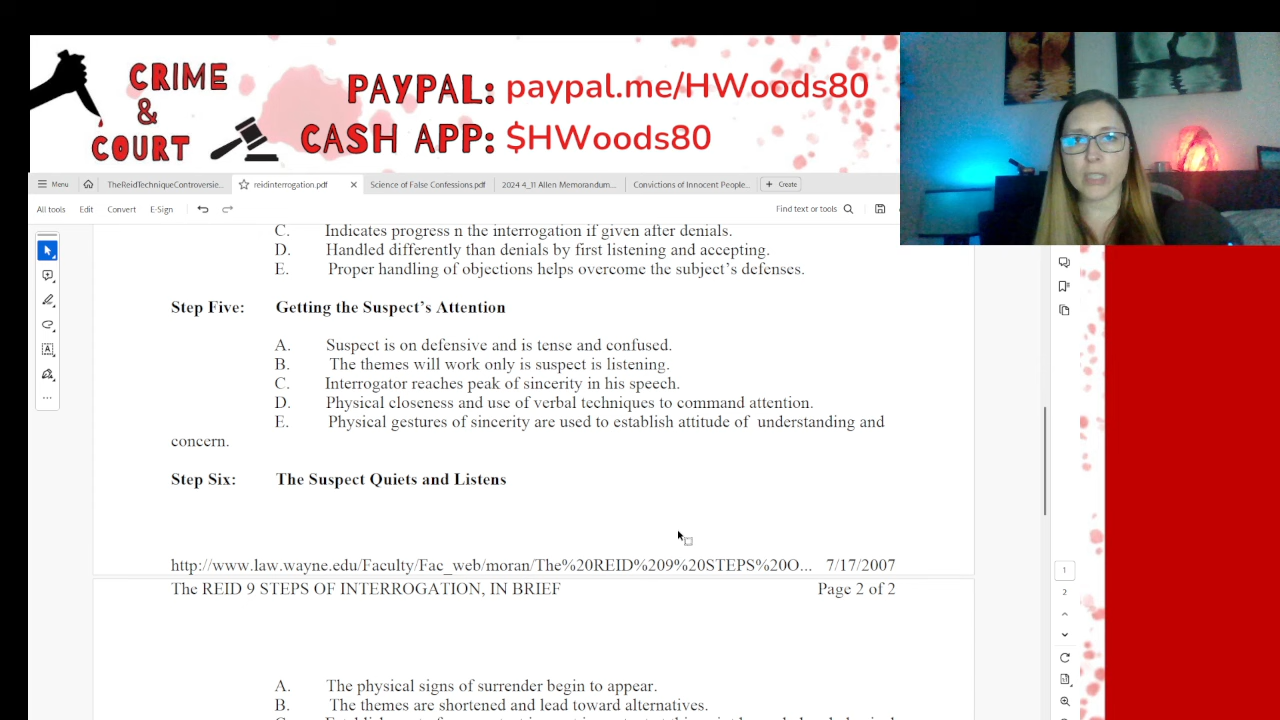 CRIME
&
COURT
PAYPAL: paypal.me/HWoods80
CASH APP: $HWoods80
Menu TheReidTechniqueControversie... reidinterrogation.pdf Science of False Confessions.pdf 2024 4_11 Allen Memorandum... Convictions of Innocent People... Create
All tools Edit Convert E-Sign Find text or tools
C. Indicates progress n the interrogation if given after denials.
D. Handled differently than denials by first listening and accepting.
E. Proper handling of objections helps overcome the subject's defenses.
Step Five: Getting the Suspect's Attention
A. Suspect is on defensive and is tense and confused.
B. The themes will work only is suspect is listening.
C. Interrogator reaches peak of sincerity in his speech.
D. Physical closeness and use of verbal techniques to command attention.
E. Physical gestures of sincerity are used to establish attitude of understanding and
concern.
Step Six: The Suspect Quiets and Listens
http://www.law.wayne.edu/Faculty/Fac_web/moran/The%20REID%209%20STEPS%20O... 7/17/2007
The REID 9 STEPS OF INTERROGATION, IN BRIEF Page 2 of 2
A. The physical signs of surrender begin to appear.
B. The themes are shortened and lead toward alternatives.
1
2